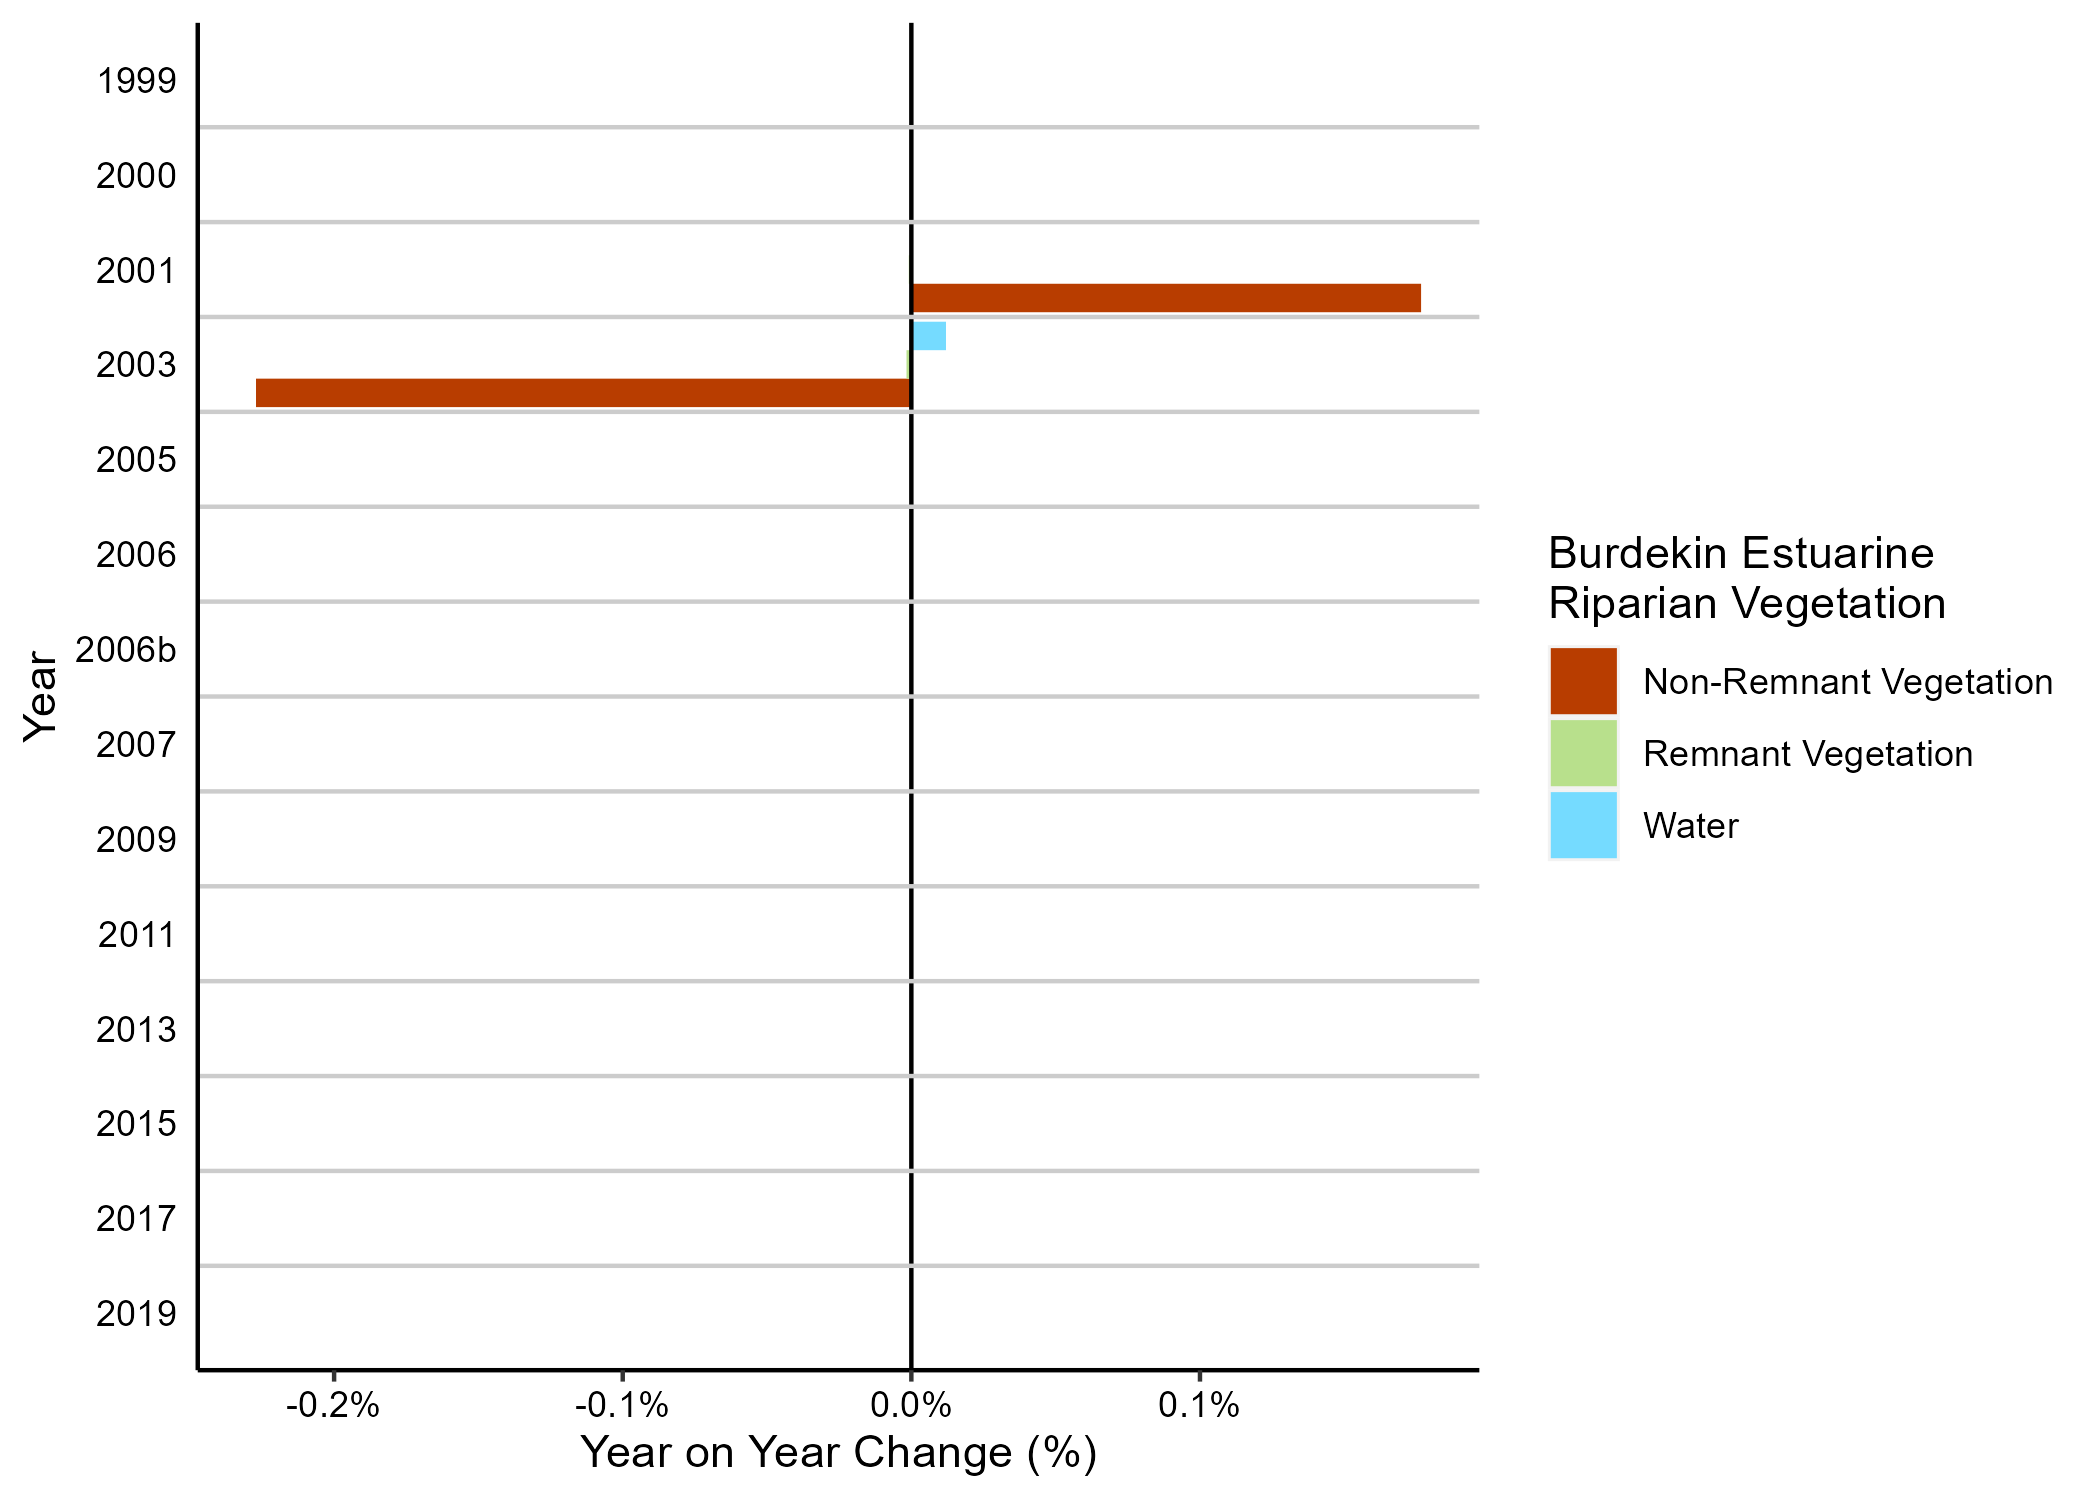 Year
1999
2000
2001
2003
2005
2006
2006b
2007
2009
2011
2013
2015
2017
2019
-0.2%
-0.1%
0.0%
0.1%
Year on Year Change (%)
Burdekin Estuarine
Riparian Vegetation
Non-Remnant Vegetation
Remnant Vegetation
Water